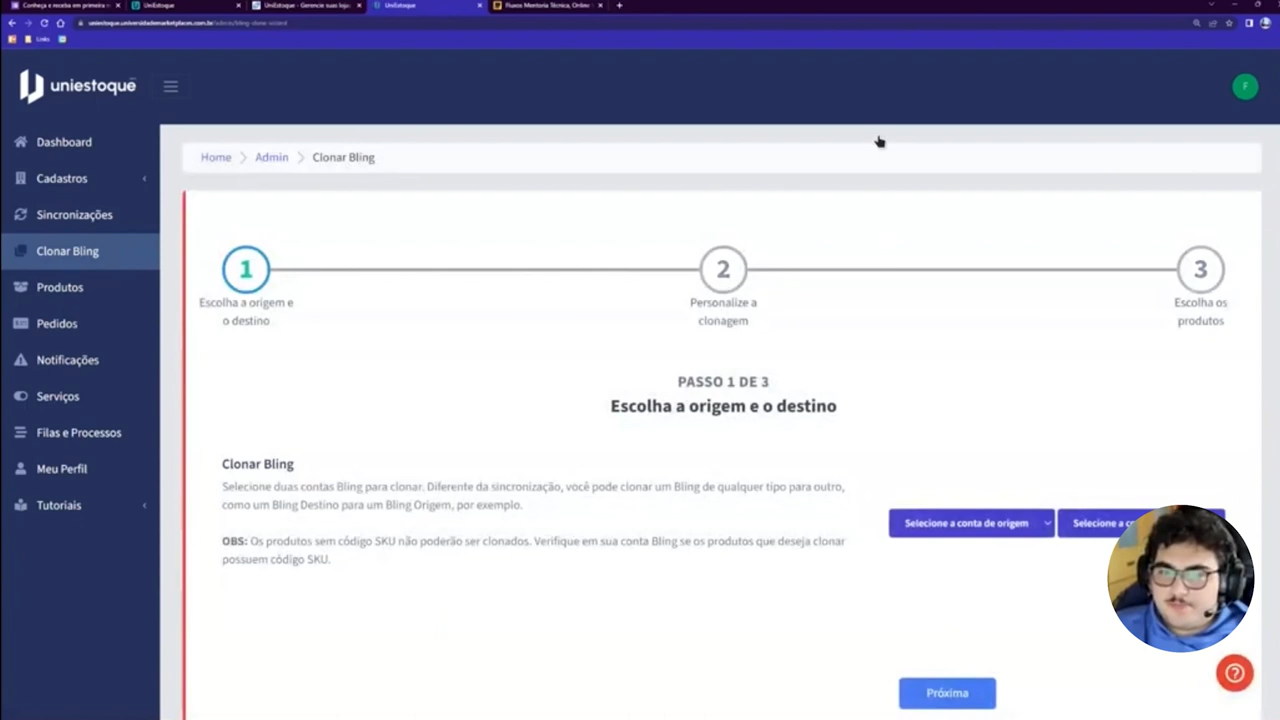 Conheça e receba em primeira
UniEstoque
UniEstoque - Gerencie suas loja
UniEstoque
Fluxos Mentoria Técnica, Online
uniestoque.universidademarketplaces.com.br/admin/bling-clone-wizard
Links
uniestoque
F
Dashboard
Cadastros
Sincronizações
Clonar Bling
Produtos
Pedidos
Notificações
Serviços
Filas e Processos
Meu Perfil
Tutoriais
Home > Admin > Clonar Bling
1
2
3
Escolha a origem e
o destino
Personalize a
clonagem
Escolha os
produtos
PASSO 1 DE 3
Escolha a origem e o destino
Clonar Bling
Selecione duas contas Bling para clonar. Diferente da sincronização, você pode clonar um Bling de qualquer tipo para outro,
como um Bling Destino para um Bling Origem, por exemplo.
OBS: Os produtos sem código SKU não poderão ser clonados. Verifique em sua conta Bling se os produtos que deseja clonar
possuem código SKU.
Selecione a conta de origem
Selecione a
Próxima